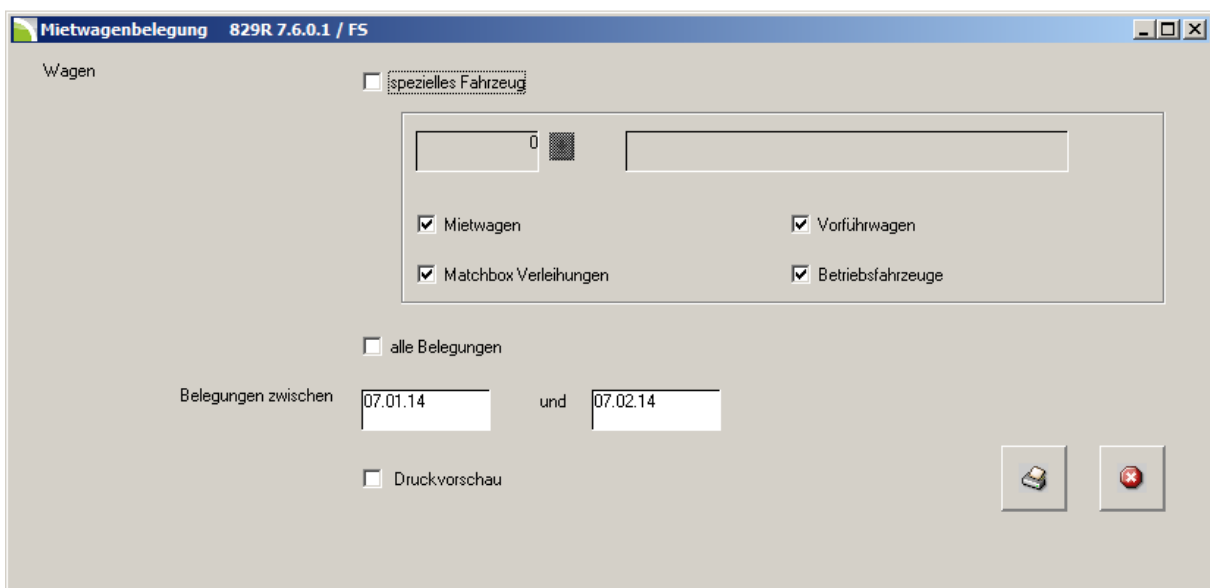 Mietwagenbelegung 829R 7.6.0.1 / FS
Wagen
spezielles Fahrzeug
0
Mietwagen Vorführwagen
Matchbox Verleihungen Betriebsfahrzeuge
alle Belegungen
Belegungen zwischen 07.01.14 und 07.02.14
Druckvorschau